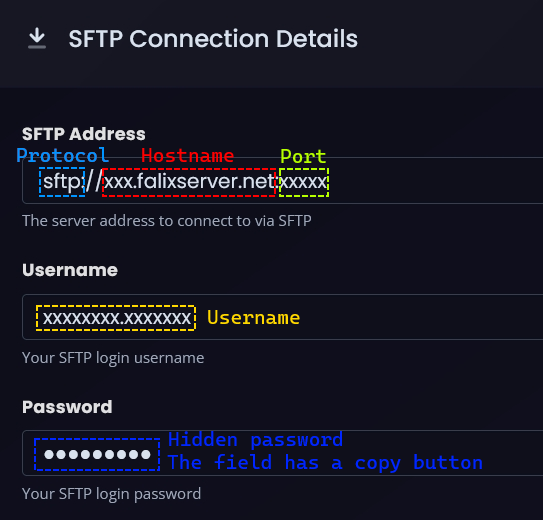 SFTP Connection Details
SFTP Address
Protocol Hostname Port
sftp://xxx.falixserver.net:xxxxx
The server address to connect to via SFTP
Username
xxxxxxxx.xxxxxxx Username
Your SFTP login username
Password
Hidden password
●●●●●●●●● The field has a copy button
Your SFTP login password